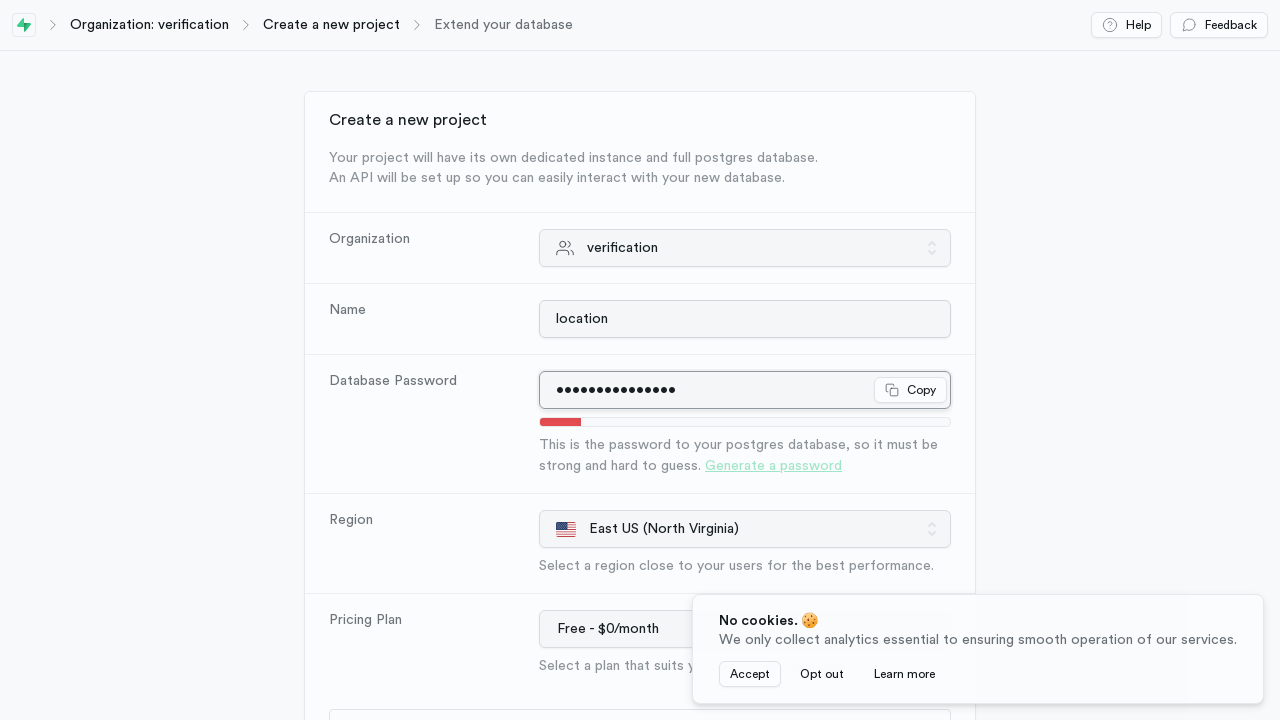 Organization: verification
Create a new project
Extend your database
Help
Feedback
Create a new project
Your project will have its own dedicated instance and full postgres database.
An API will be set up so you can easily interact with your new database.
Organization
verification
Name
location
Database Password
•••••••••••••••
Copy
This is the password to your postgres database, so it must be
strong and hard to guess. Generate a password
Region
East US (North Virginia)
Select a region close to your users for the best performance.
Pricing Plan
Free - $0/month
Select a plan that suits
No cookies. 🍪
We only collect analytics essential to ensuring smooth operation of our services.
Accept
Opt out
Learn more